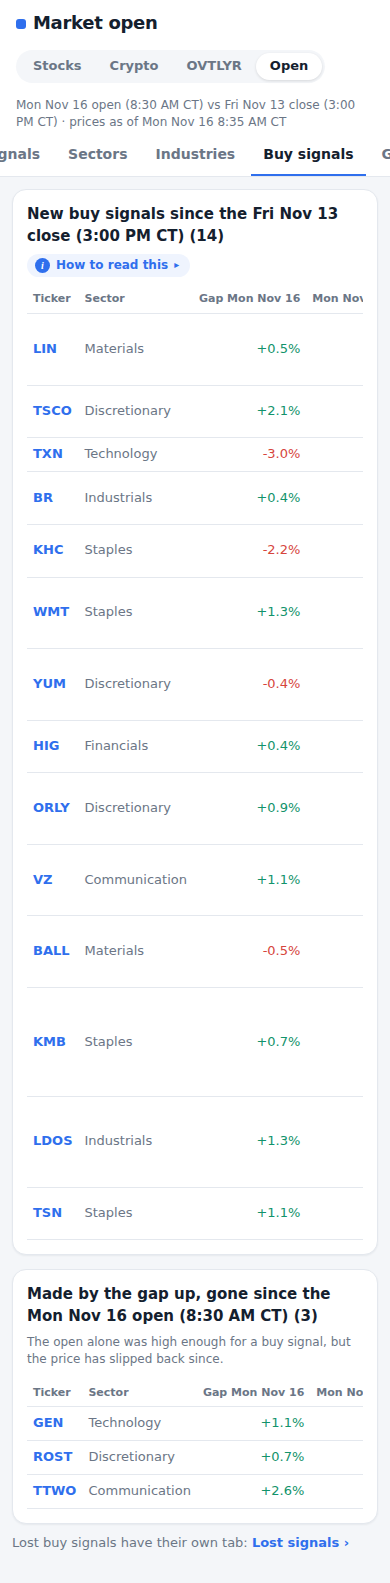 Market open
Stocks Crypto OVTLYR Open
Mon Nov 16 open (8:30 AM CT) vs Fri Nov 13 close (3:00
PM CT) · prices as of Mon Nov 16 8:35 AM CT
gnals Sectors Industries Buy signals G
New buy signals since the Fri Nov 13
close (3:00 PM CT) (14)
i How to read this ▸
Ticker Sector Gap Mon Nov 16 Mon Nov
LIN Materials +0.5%
TSCO Discretionary +2.1%
TXN Technology -3.0%
BR Industrials +0.4%
KHC Staples -2.2%
WMT Staples +1.3%
YUM Discretionary -0.4%
HIG Financials +0.4%
ORLY Discretionary +0.9%
VZ Communication +1.1%
BALL Materials -0.5%
KMB Staples +0.7%
LDOS Industrials +1.3%
TSN Staples +1.1%
Made by the gap up, gone since the
Mon Nov 16 open (8:30 AM CT) (3)
The open alone was high enough for a buy signal, but
the price has slipped back since.
Ticker Sector Gap Mon Nov 16 Mon No
GEN Technology +1.1%
ROST Discretionary +0.7%
TTWO Communication +2.6%
Lost buy signals have their own tab: Lost signals ›